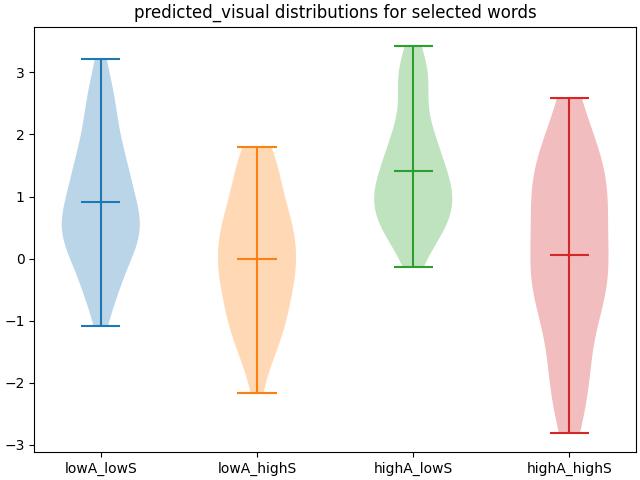 predicted_visual distributions for selected words
3
2
1
0
−1
−2
−3
lowA_lowS
lowA_highS
highA_lowS
highA_highS